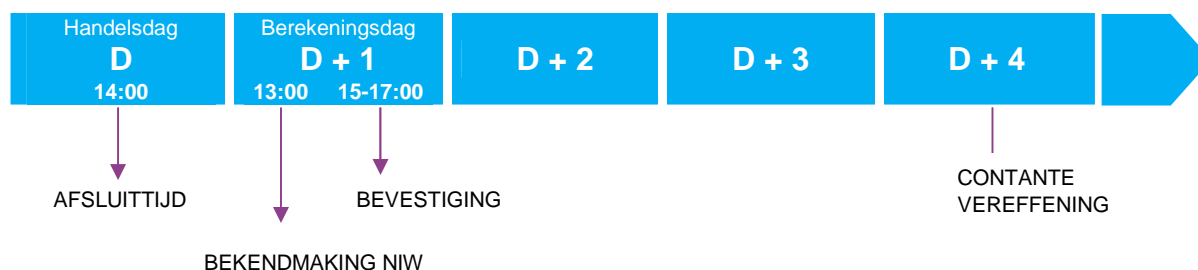 Handelsdag
D
14:00
Berekeningsdag
D + 1
13:00 15-17:00
D + 2
D + 3
D + 4
AFSLUITTIJD
BEVESTIGING
CONTANTE
VEREFFENING
BEKENDMAKING NIW